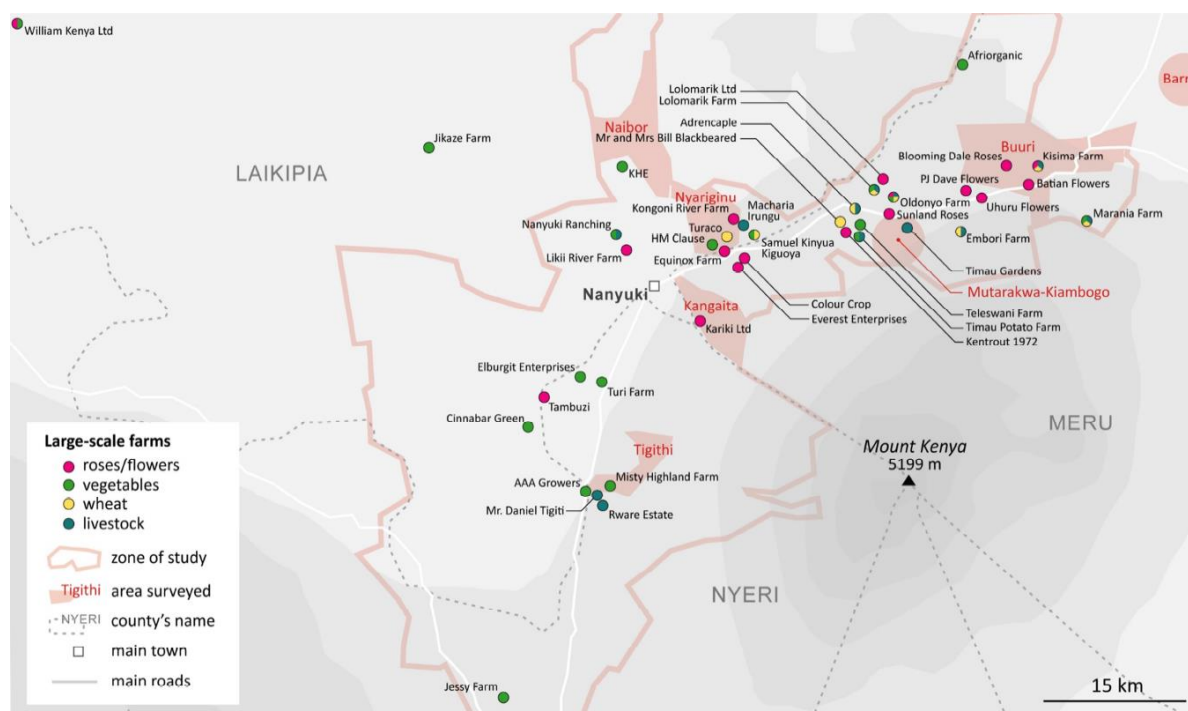 William Kenya Ltd
Afriorganic
Lolomarik Ltd
Lolomarik Farm
Adrencaple
Mr and Mrs Bill Blackbeared
Barr
Naibor
Jikaze Farm
Buuri
LAIKIPIA
KHE
Blooming Dale Roses
Kisima Farm
Nyariginu
PJ Dave Flowers
Batian Flowers
Kongoni River Farm
Macharia
Irungu
Oldonyo Farm
Uhuru Flowers
Sunland Roses
Marania Farm
Nanyuki Ranching
Turaco
HM Clause
Samuel Kinyua
Kiguoya
Embori Farm
Likii River Farm
Equinox Farm
Timau Gardens
Nanyuki
Mutarakwa-Kiambogo
Colour Crop
Kangaita
Everest Enterprises
Teleswani Farm
Kariki Ltd
Timau Potato Farm
Kentrout 1972
Elburgit Enterprises
Turi Farm
Tambuzi
Cinnabar Green
MERU
Mount Kenya
5199 m
Tigithi
AAA Growers
Misty Highland Farm
Mr. Daniel Tigiti
Rware Estate
NYERI
Jessy Farm
15 km
Large-scale farms
roses/flowers
vegetables
wheat
livestock
zone of study
Tigithi area surveyed
NYERI county's name
main town
main roads